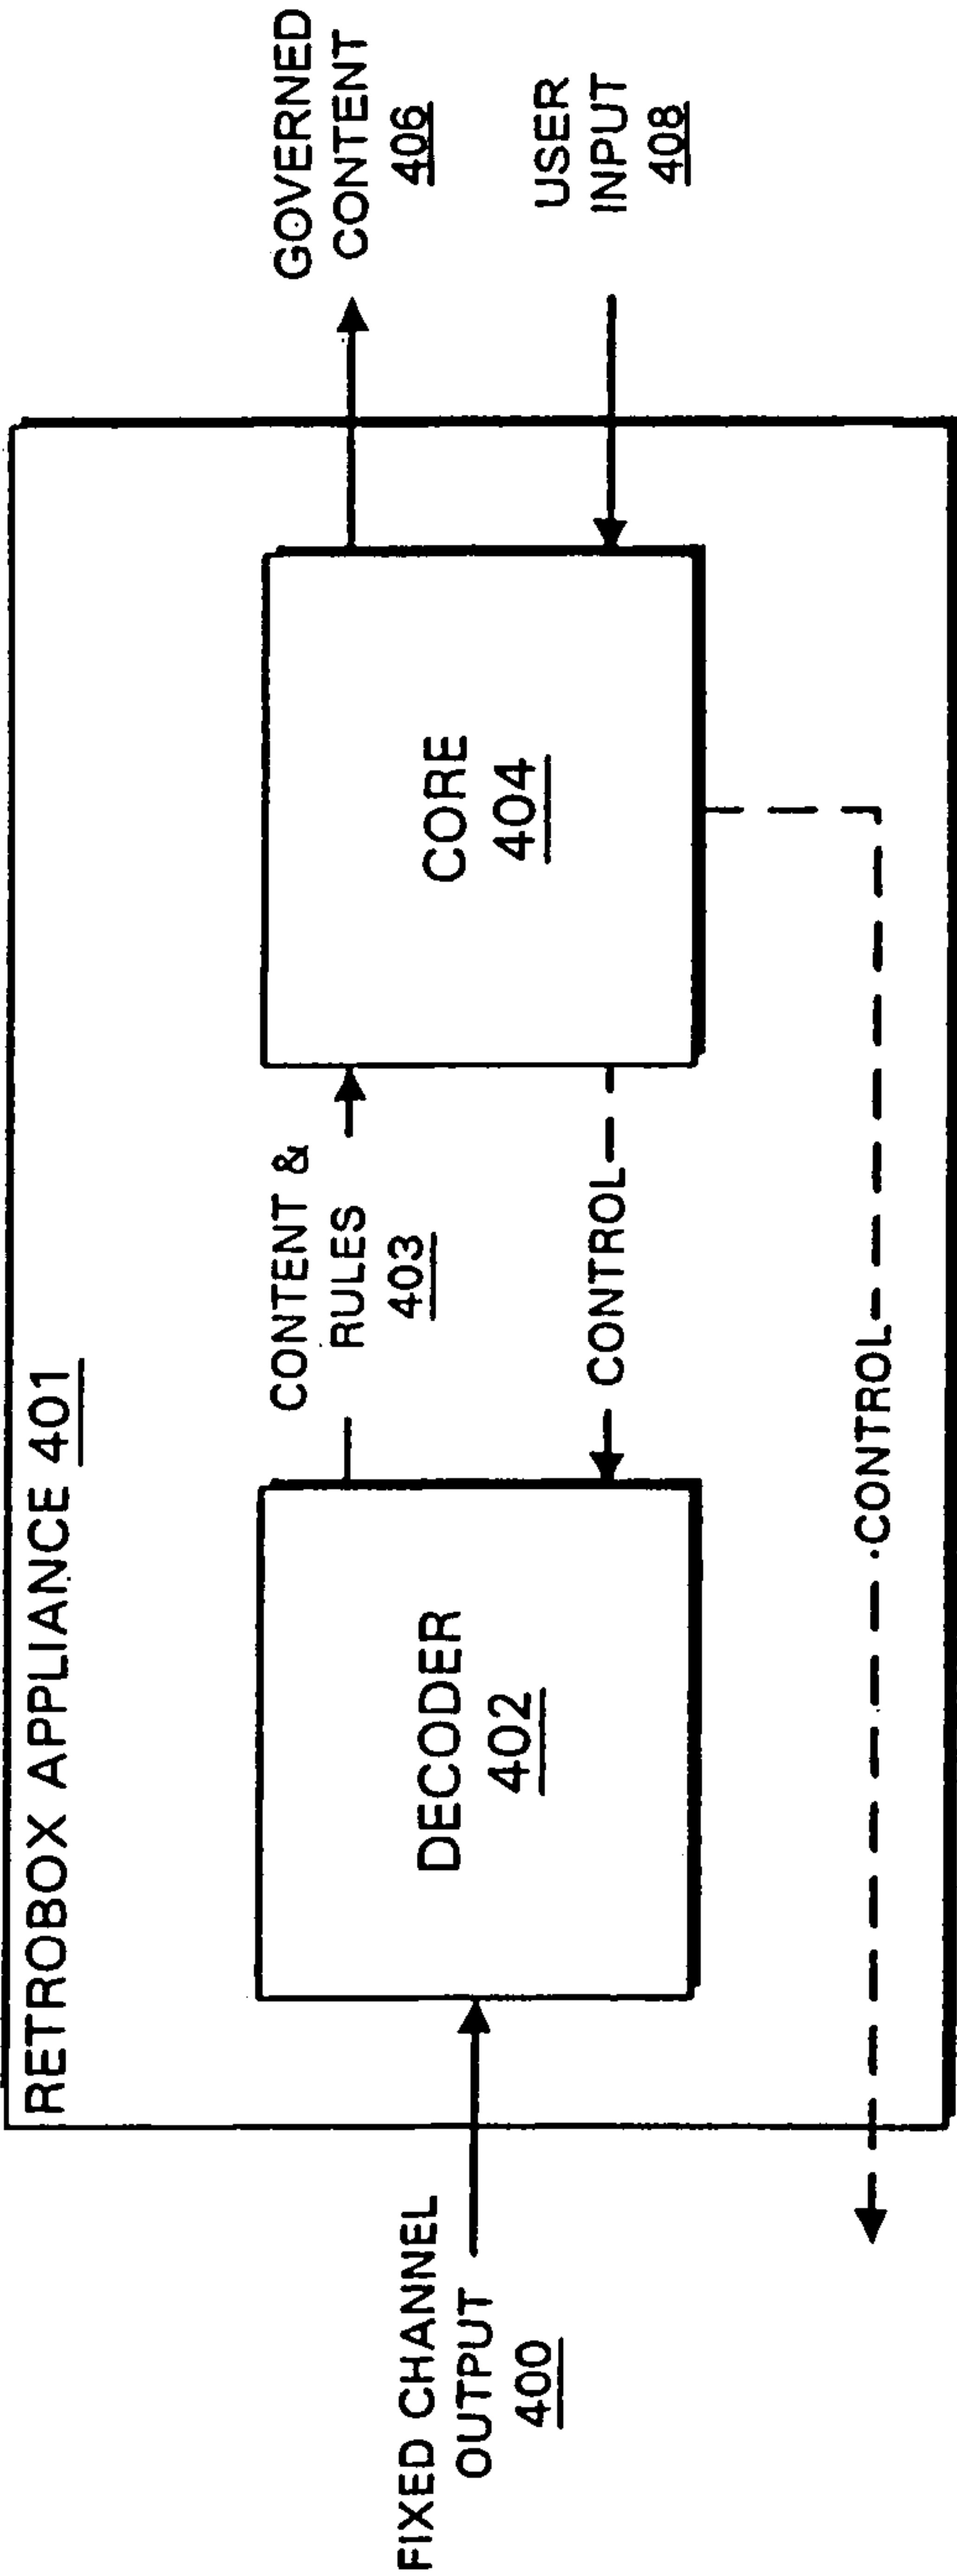 RETROBOX APPLIANCE 401
FIXED CHANNEL
OUTPUT
400
DECODER
402
CONTENT &
RULES
403
CONTROL
CORE
404
GOVERNED
CONTENT
406
USER
INPUT
408
CONTROL